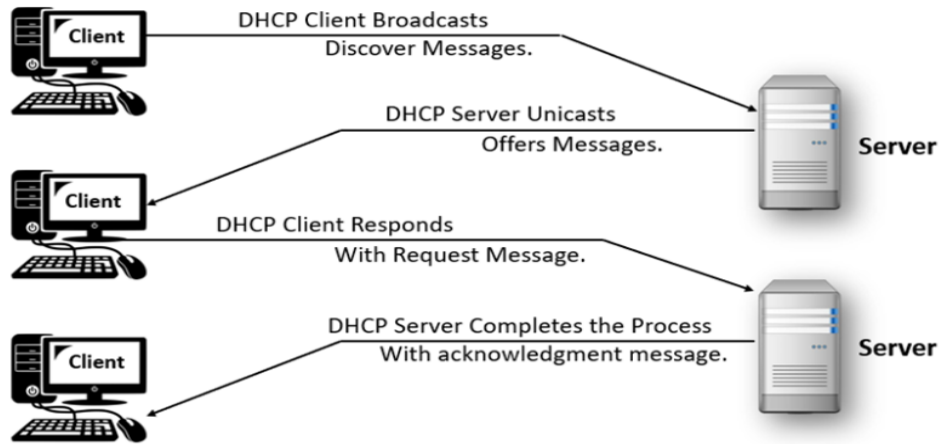 DHCP Client Broadcasts
Client
Discover Messages.
DHCP Server Unicasts
Offers Messages.
Server
Client
DHCP Client Responds
With Request Message.
DHCP Server Completes the Process
With acknowledgment message.
Server
Client